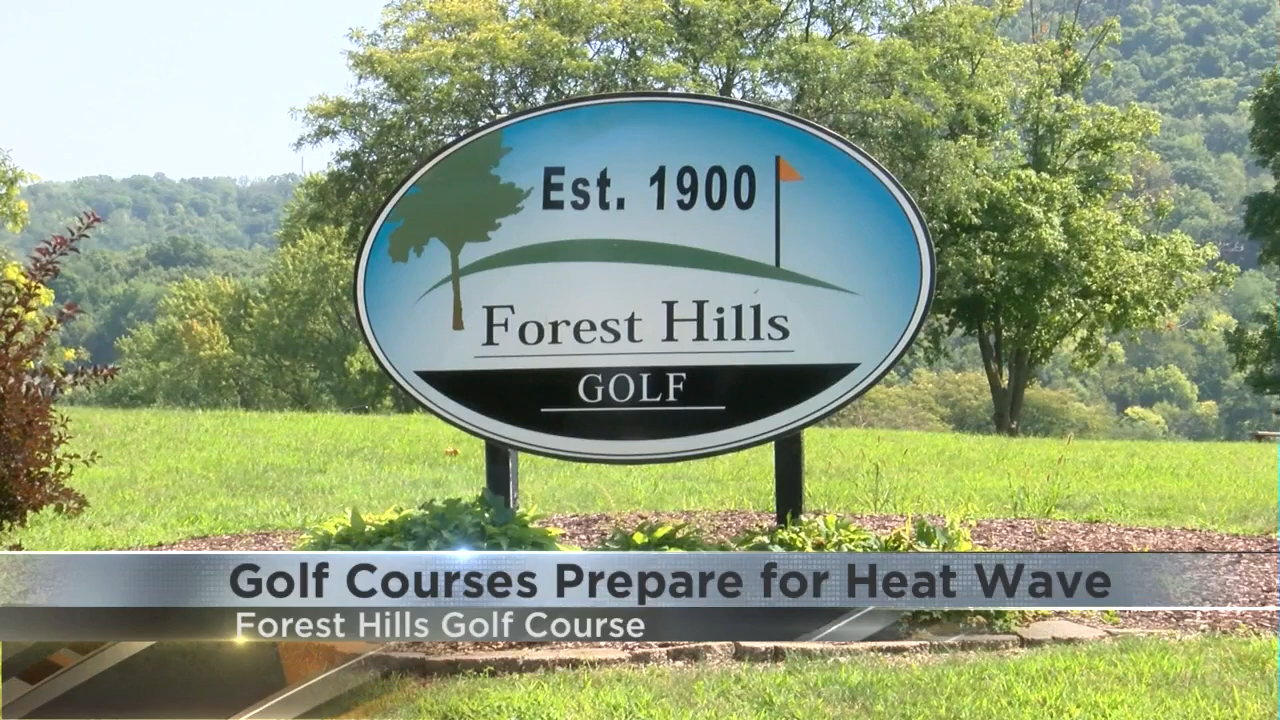 Est. 1900
Forest Hills
GOLF
Golf Courses Prepare for Heat Wave
Forest Hills Golf Course